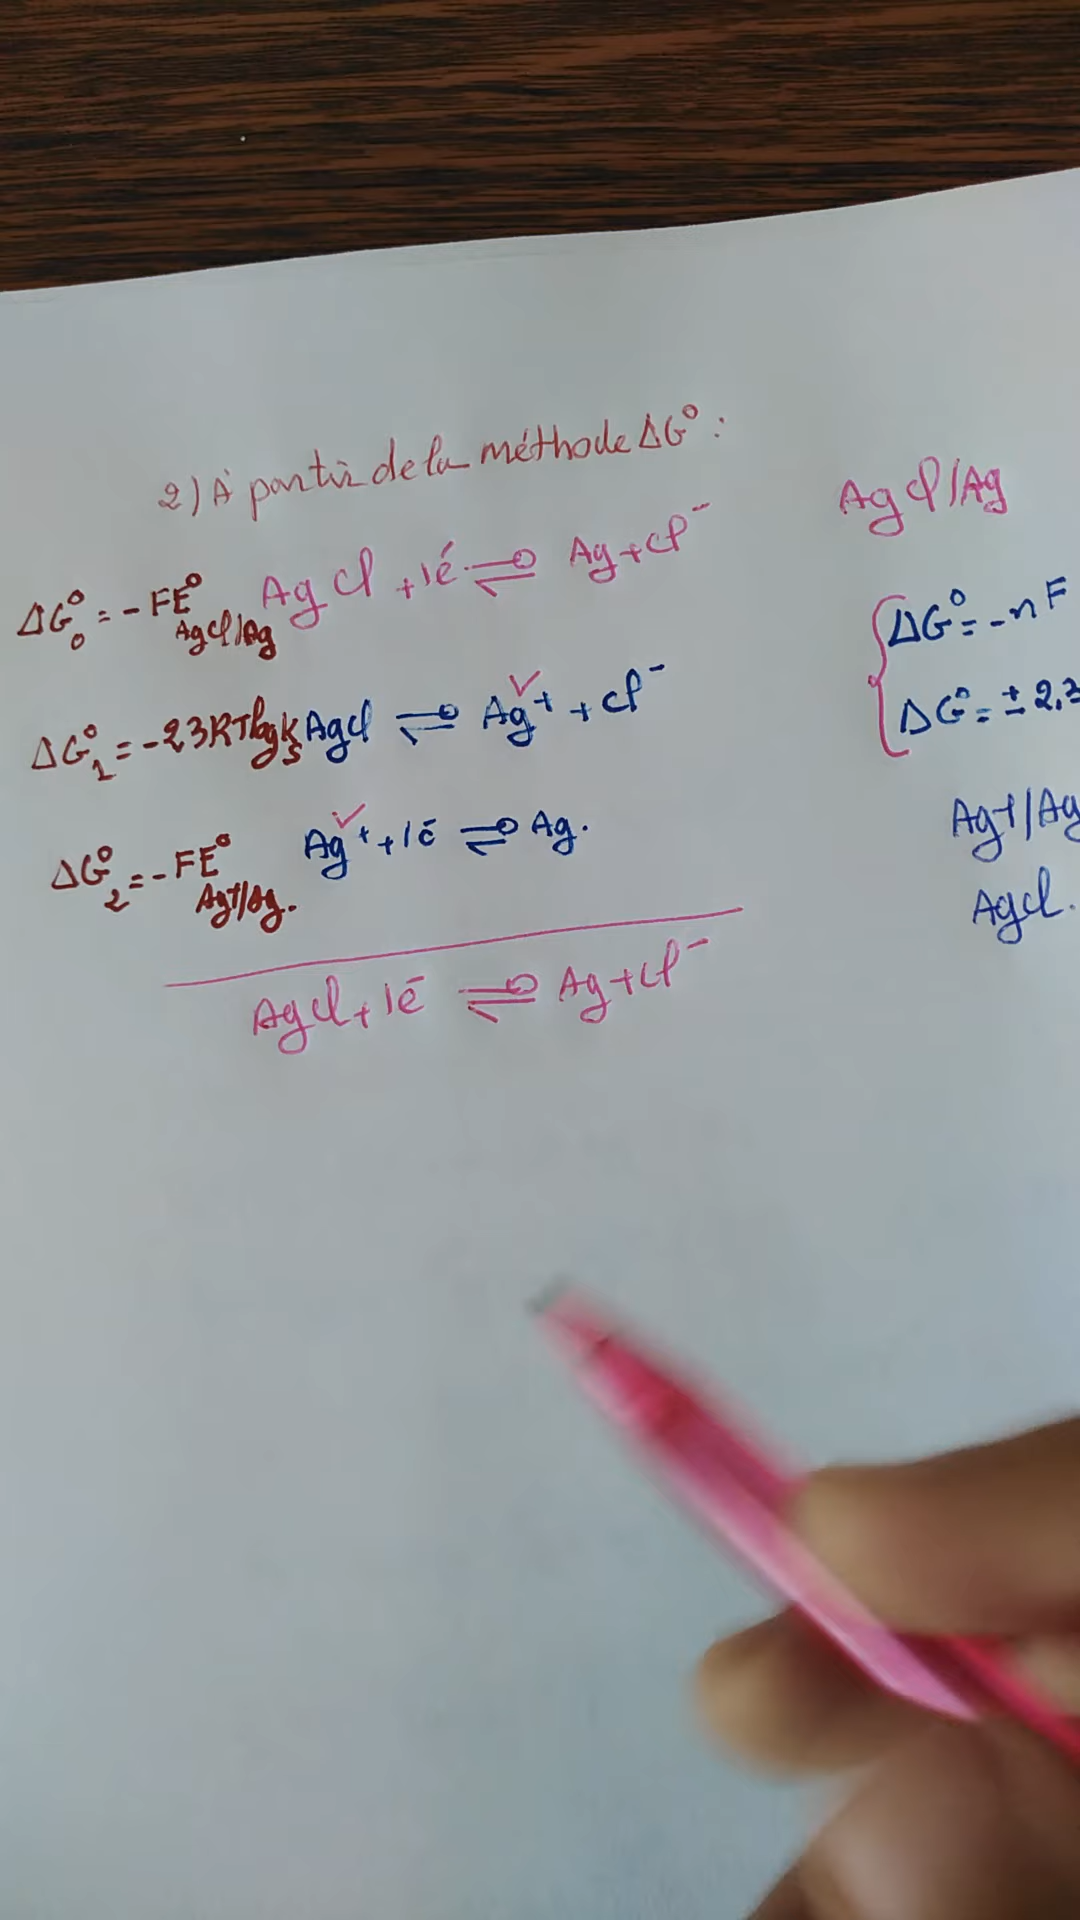 2) À partir de la méthode ΔG° :
AgCl/Ag
AgCl + 1é ⇌ Ag + Cl⁻
ΔG°₀ = - FE° AgCl/Ag
ΔG° = - n F
ΔG°₁ = -2,3RTlogKs AgCl ⇌ Ag⁺ + Cl⁻
ΔG° = ± 2,3
ΔG°₂ = - FE° Ag+/Ag. Ag⁺ + 1é ⇌ Ag.
Ag+/Ag
AgCl.
AgCl + 1é ⇌ Ag + Cl⁻